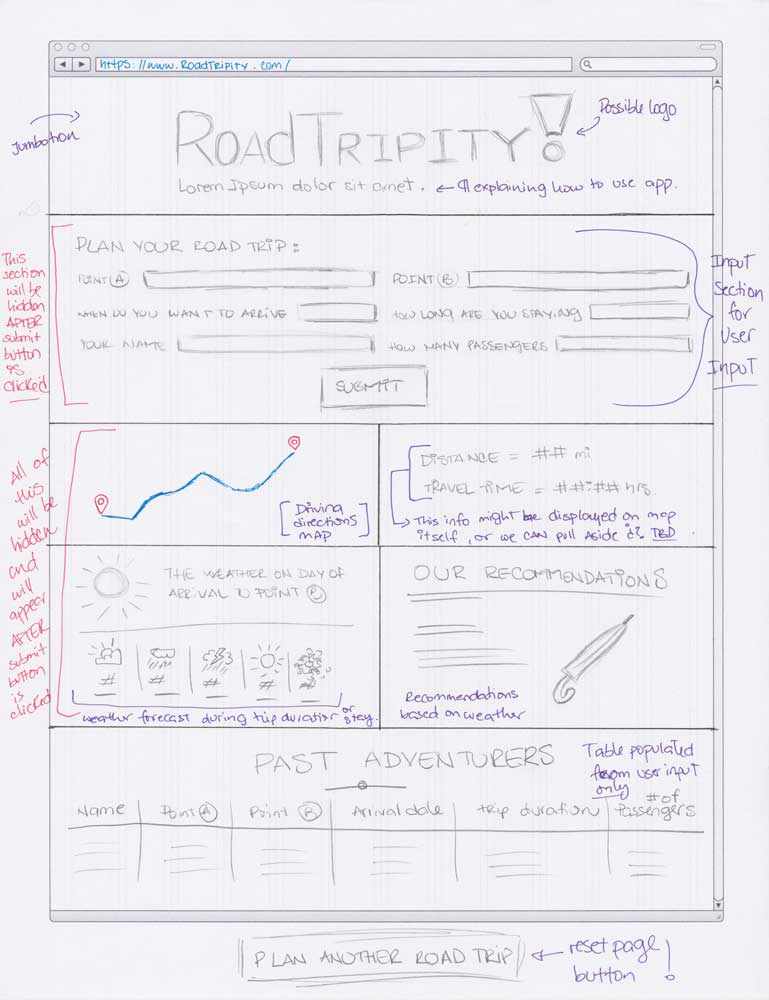 https://www.RoadTripity.com/
Jumbotron
RoadTripity!
Possible logo
Lorem Ipsum dolor sit amet.
¶ explaining how to use app.
This
section
will be
hidden
AFTER
submit
button
is
clicked
PLAN YOUR ROAD TRIP:
POINT (A)
POINT (B)
WHEN DO YOU WANT TO ARRIVE
HOW LONG ARE YOU STAYING
YOUR NAME
HOW MANY PASSENGERS
SUBMIT
Input
Section
for
User
Input
All of
this
will be
hidden
and
will
appear
AFTER
submit
button
is
clicked
[Driving
directions
MAP]
DISTANCE = ## mi
TRAVEL TIME = ##:## hrs.
This info might be displayed on map
itself, or we can pull aside it? TBD.
THE WEATHER ON DAY OF
ARRIVAL TO POINT (B)
# # # # #
weather forecast during trip duration or stay.
OUR RECOMMENDATIONS
Recommendations
based on weather
PAST ADVENTURERS
Table populated
from user input
only
Name
Point (A)
Point (B)
Arrival date
trip duration
# of
Passengers
PLAN ANOTHER ROAD TRIP
reset page
button!